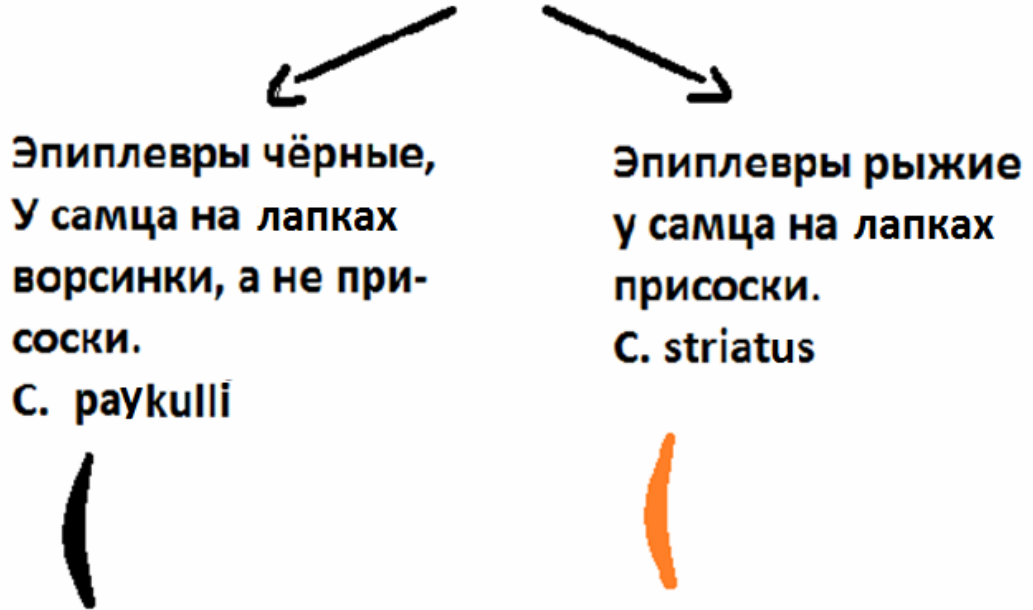 Эпиплевры чёрные,
У самца на лапках
ворсинки, а не при-
соски.
C. paykulli
Эпиплевры рыжие
у самца на лапках
присоски.
C. striatus